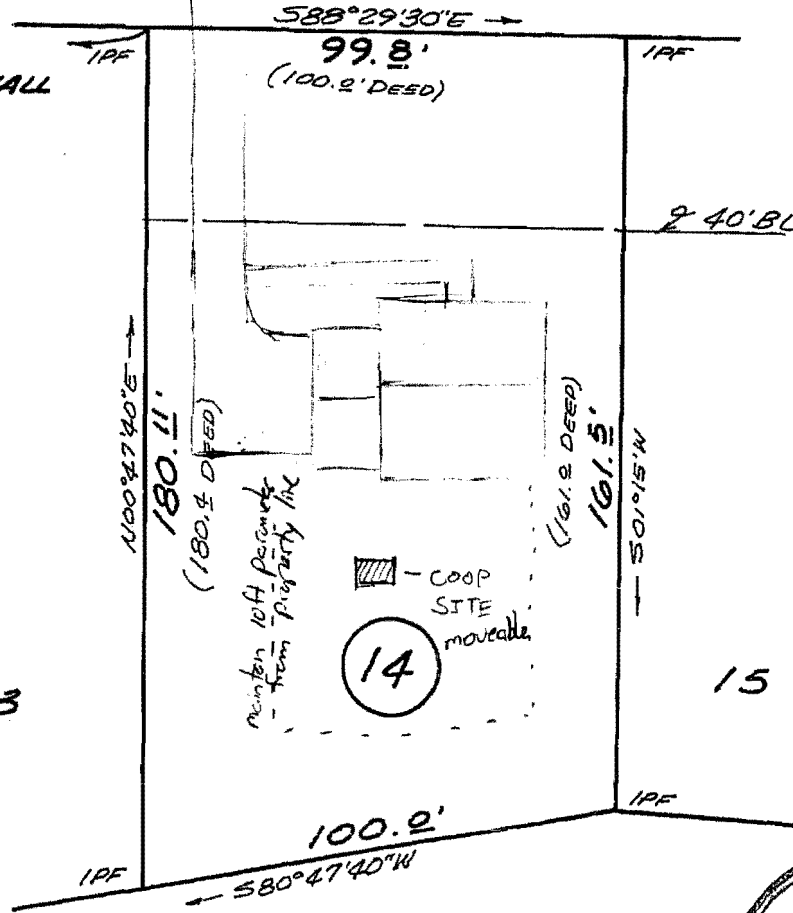 S88°29'30"E →
IPF
99.8'
IPF
(100.0' DEED)
ALL
40' BL
N00°47'40"E →
180.11'
(180.4 DEED)
maintain 10ft perimeter
- from property line
(161.0 DEED)
161.5'
← S01°15'W
- COOP
SITE
moveable
14
15
3
100.0'
IPF
IPF
← S80°47'40"W